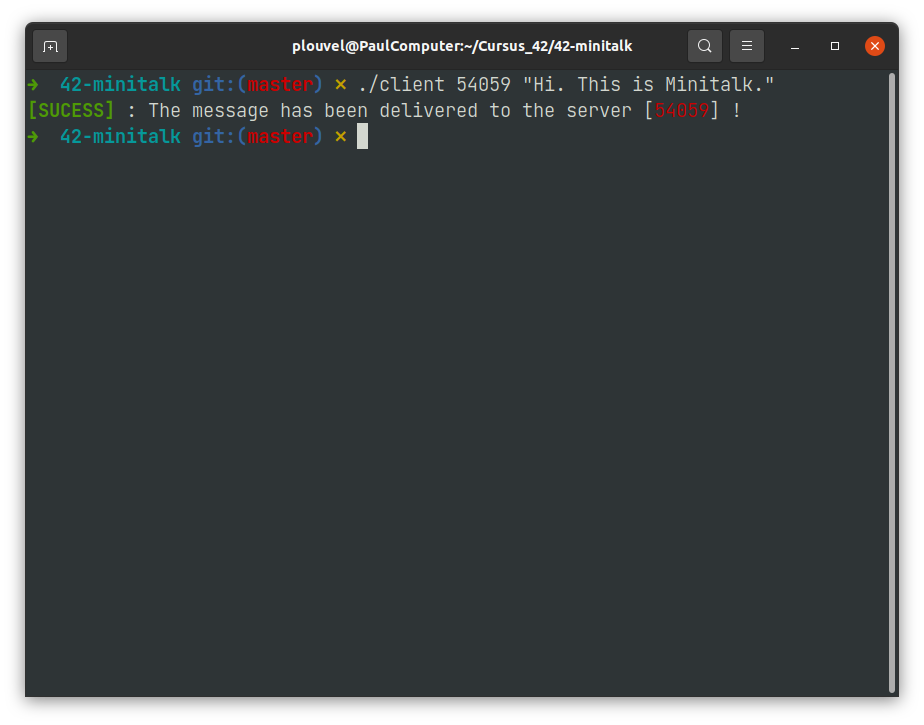 plouvel@PaulComputer:~/Cursus_42/42-minitalk
➜ 42-minitalk git:(master) ✗ ./client 54059 "Hi. This is Minitalk."
[SUCESS] : The message has been delivered to the server [54059] !
➜ 42-minitalk git:(master) ✗